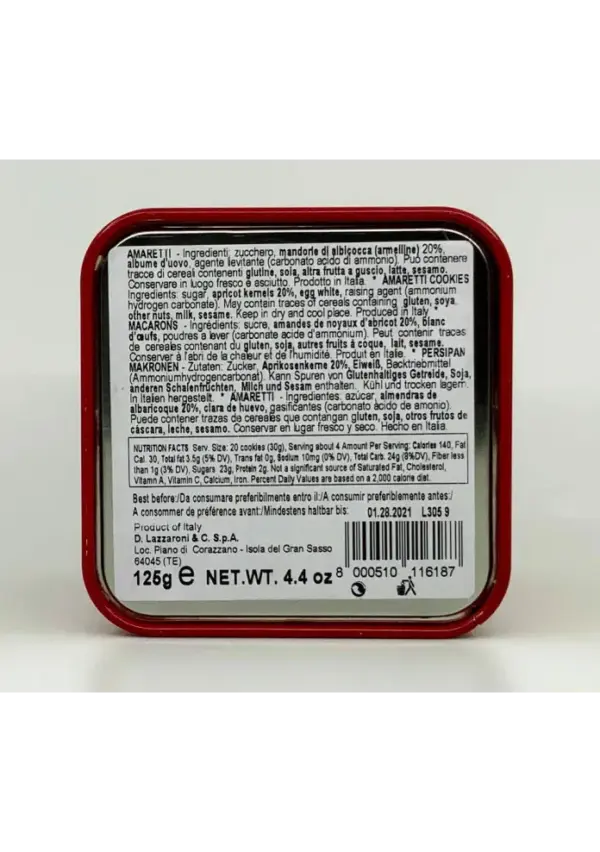 AMARETTI - Ingredienti: zucchero, mandorle di albicocca (armelline) 20%,
albume d'uovo, agente levitante (carbonato acido di ammonio). Può contenere
tracce di cereali contenenti glutine, soia, altra frutta a guscio, latte, sesamo.
Conservare in luogo fresco e asciutto. Prodotto in Italia. * AMARETTI COOKIES
Ingredients: sugar, apricot kernels 20%, egg white, raising agent (ammonium
hydrogen carbonate). May contain traces of cereals containing gluten, soya,
other nuts, milk, sesame. Keep in dry and cool place. Produced in Italy *
MACARONS - Ingrédients: sucre, amandes de noyaux d'abricot 20%, blanc
d'œufs, poudres a lever (carbonate acide d'ammonium). Peut contenir tracas
de cereales contenant du gluten, soja, autres fruits à coque, lait, sesame.
Conserver à l'abri de la chaleur et de l'humidité. Produit en Italie. * PERSIPAN
MAKRONEN - Zutaten: Zucker, Aprikosenkerne 20%, Eiweiß, Backtriebmittel
(Ammoniumhydrogencarbonat). Kann Spuren von Glutenhaltiges Getreide, Soja,
anderen Schalenfrüchten, Milch und Sesam enthalten. Kühl und trocken lagern.
In Italien hergestellt. * AMARETTI - Ingredientes: azúcar, almendras de
albaricoque 20%, clara de huevo, gasificantes (carbonato ácido de amonio).
Puede contener trazas de cereales que contangan gluten, soja, otros frutos de
cáscara, leche, sesamo. Conservar en lugar fresco y seco. Hecho en Italia
NUTRITION FACTS Serv. Size: 20 cookies (30g), Serving about 4 Amount Per Serving: Calories 140, Fat
Cal. 30, Total fat 3.5g (5% DV), Trans fat 0g, Sodium 10mg (0% DV), Total Carb. 24g (8%DV), Fiber less
than 1g (3% DV), Sugars 23g, Protein 2g. Not a significant source of Saturated Fat, Cholesterol,
Vitamin A, Vitamin C, Calcium, Iron. Percent Daily Values are based on a 2,000 calorie diet.
Best before:/Da consumare preferibilmente entro il:/A consumir preferiblemente antes:/
A consommer de préférence avant:/Mindestens haltbar bis: 01.28.2021 L305 9
Product of Italy
D. Lazzaroni & C. S.p.A.
Loc. Piano di Corazzano - Isola del Gran Sasso
64045 (TE)
125g e NET.WT. 4.4 oz
8 000510 116187